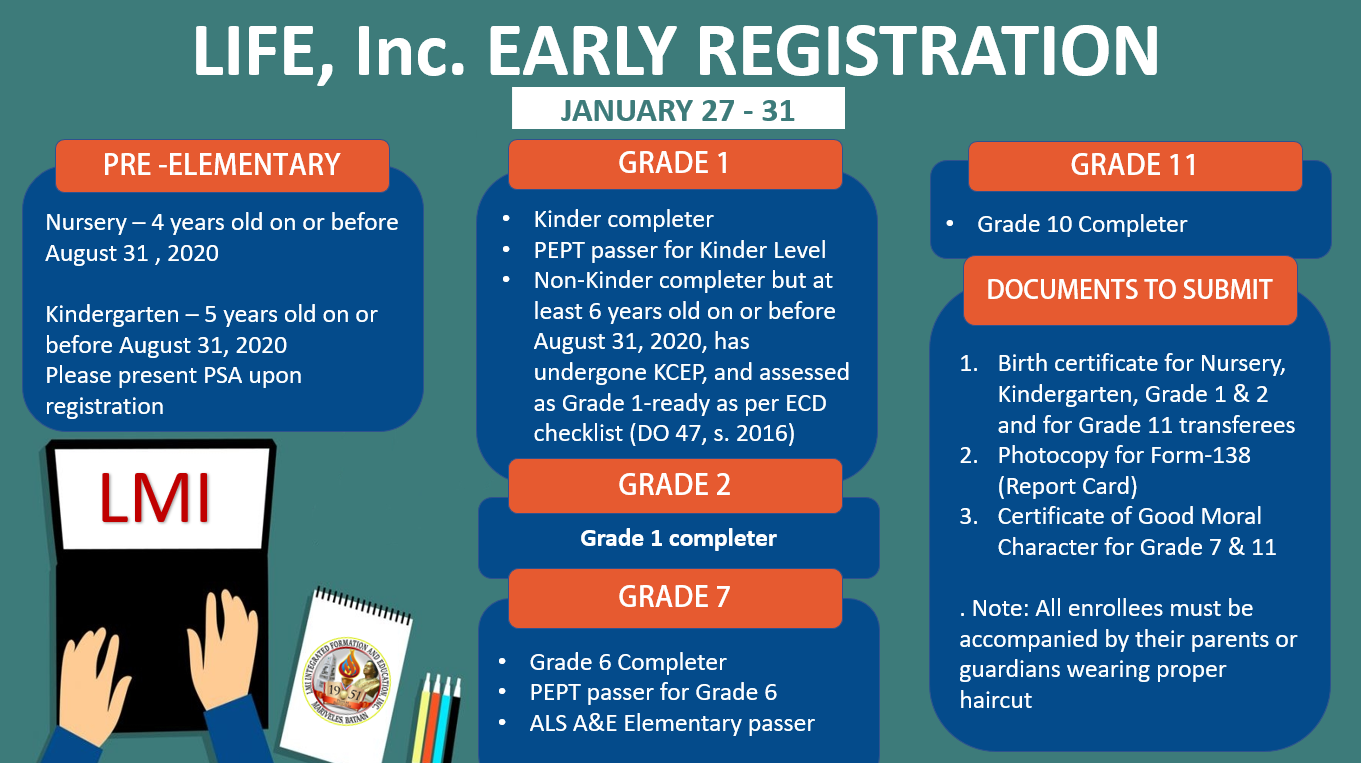 LIFE, Inc. EARLY REGISTRATION
JANUARY 27 - 31
PRE -ELEMENTARY
Nursery – 4 years old on or before
August 31 , 2020
Kindergarten – 5 years old on or
before August 31, 2020
Please present PSA upon
registration
LMI
LMI INTEGRATED FORMATION AND EDUCATION, INC.
1951
MARIVELES, BATAAN
GRADE 1
• Kinder completer
• PEPT passer for Kinder Level
• Non-Kinder completer but at
least 6 years old on or before
August 31, 2020, has
undergone KCEP, and assessed
as Grade 1-ready as per ECD
checklist (DO 47, s. 2016)
GRADE 2
Grade 1 completer
GRADE 7
• Grade 6 Completer
• PEPT passer for Grade 6
• ALS A&E Elementary passer
GRADE 11
• Grade 10 Completer
DOCUMENTS TO SUBMIT
1. Birth certificate for Nursery,
Kindergarten, Grade 1 & 2
and for Grade 11 transferees
2. Photocopy for Form-138
(Report Card)
3. Certificate of Good Moral
Character for Grade 7 & 11
. Note: All enrollees must be
accompanied by their parents or
guardians wearing proper
haircut